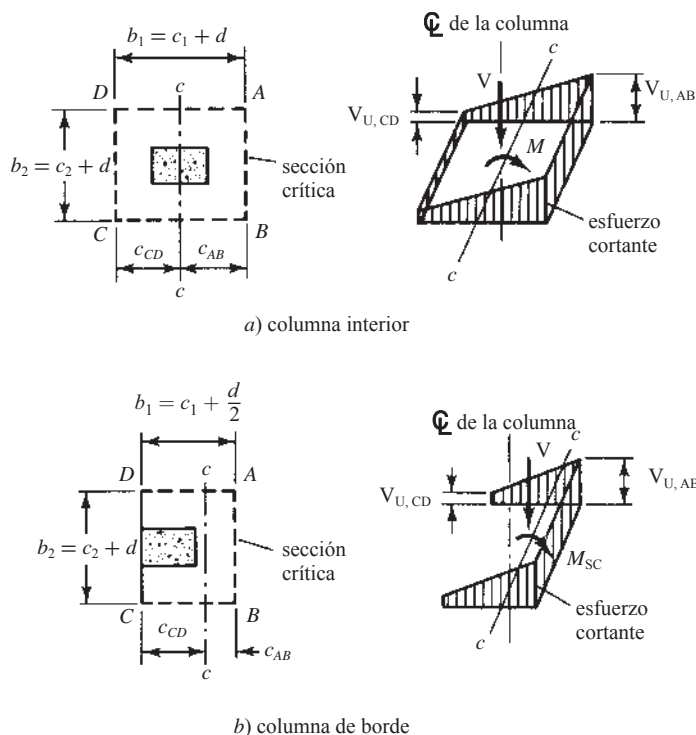 b₁ = c₁ + d
c
D
A
b₂ = c₂ + d
sección
crítica
C
B
c_CD
c_AB
c
℄ de la columna
c
V
V_U, AB
V_U, CD
M
esfuerzo
cortante
c
a) columna interior
b₁ = c₁ + d/2
c
D
A
b₂ = c₂ + d
sección
crítica
C
B
c_CD
c_AB
c
℄ de la columna
c
V
V_U, AB
V_U, CD
M_SC
esfuerzo
cortante
c
b) columna de borde